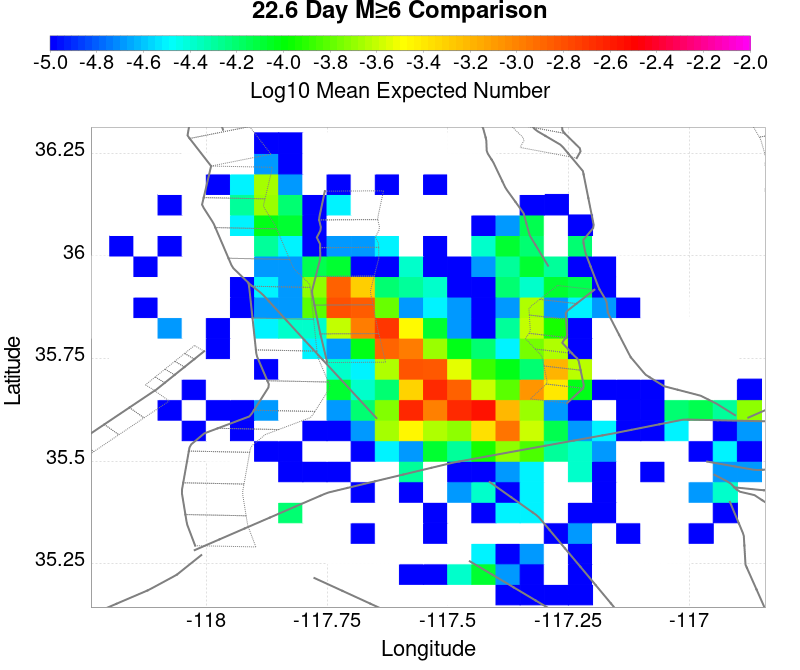 22.6 Day M≥6 Comparison
-5.0 -4.8 -4.6 -4.4 -4.2 -4.0 -3.8 -3.6 -3.4 -3.2 -3.0 -2.8 -2.6 -2.4 -2.2 -2.0
Log10 Mean Expected Number
36.25
36
35.75
35.5
35.25
Latitude
-118 -117.75 -117.5 -117.25 -117
Longitude